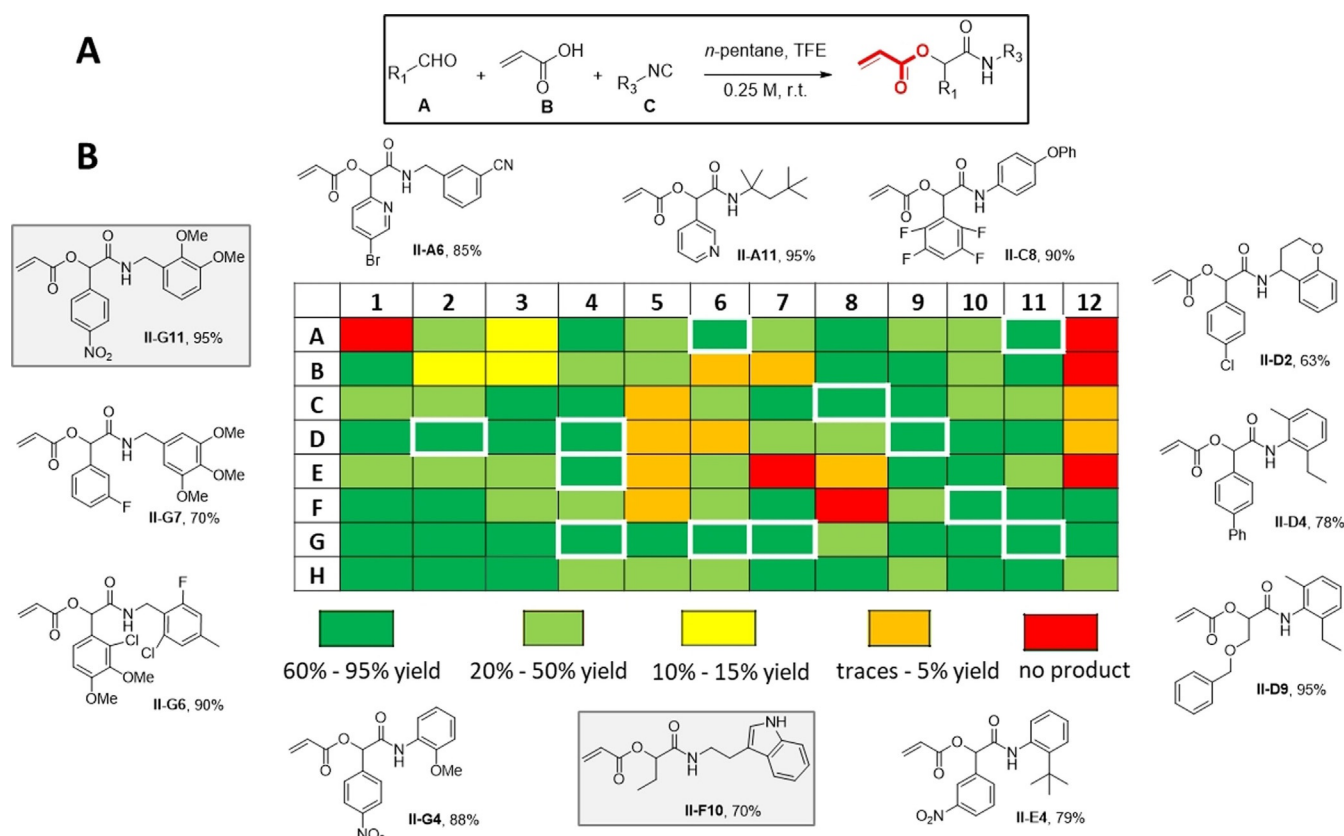 A
R1 CHO
A
+
OH
O
B
+
R3 NC
C
n-pentane, TFE
0.25 M, r.t.
O
O
O
R1
N
H
R3
B
O
O
O
N
H
CN
N
Br
II-A6, 85%
O
O
O
N
H
N
II-A11, 95%
O
O
O
N
H
OPh
F
F
F
F
II-C8, 90%
O
O
O
N
H
OMe
OMe
NO2
II-G11, 95%
O
O
O
N
H
OMe
OMe
OMe
F
II-G7, 70%
O
O
O
N
H
F
Cl
Cl
OMe
OMe
II-G6, 90%
1 2 3 4 5 6 7 8 9 10 11 12
A
B
C
D
E
F
G
H
60% - 95% yield
20% - 50% yield
10% - 15% yield
traces - 5% yield
no product
O
O
O
N
H
O
Cl
II-D2, 63%
O
O
O
N
H
Ph
II-D4, 78%
O
O
O
N
H
O
II-D9, 95%
O
O
O
N
H
OMe
NO2
II-G4, 88%
O
O
O
N
H
NH
II-F10, 70%
O
O
O
N
H
O2N
II-E4, 79%